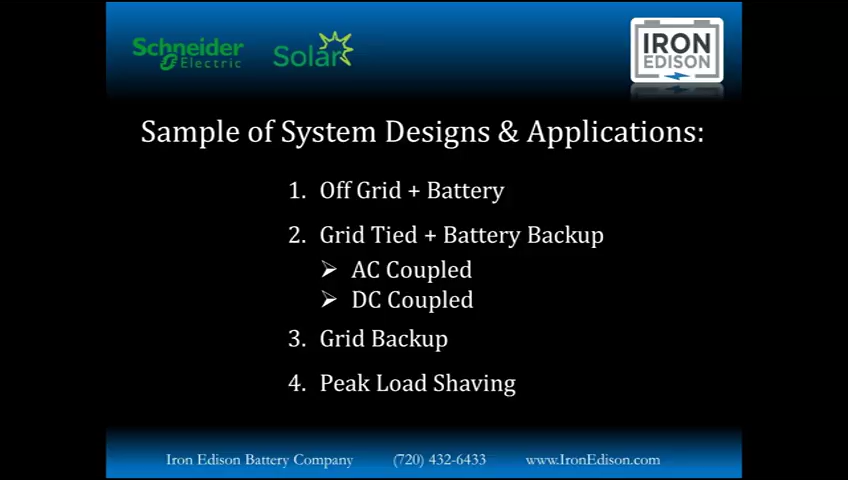 Schneider Electric
Solar
IRON EDISON
Sample of System Designs & Applications:
1. Off Grid + Battery
2. Grid Tied + Battery Backup
➢ AC Coupled
➢ DC Coupled
3. Grid Backup
4. Peak Load Shaving
Iron Edison Battery Company (720) 432-6433 www.IronEdison.com